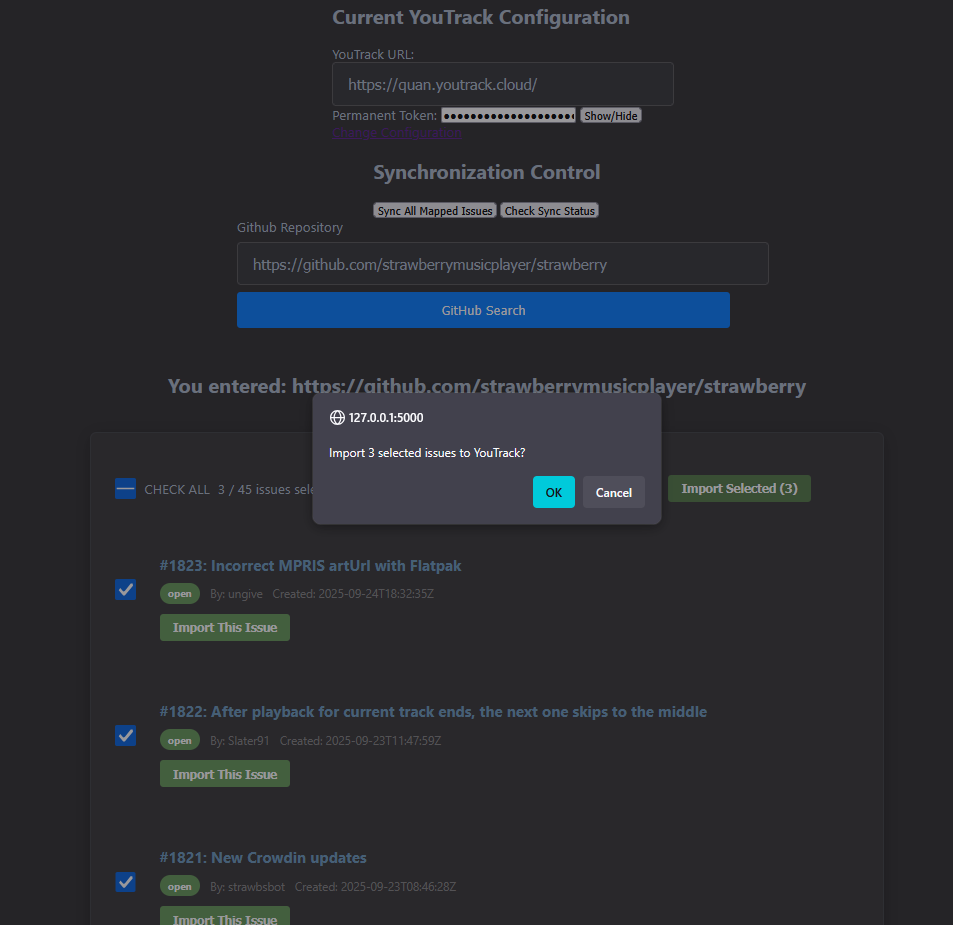 Current YouTrack Configuration
YouTrack URL:
https://quan.youtrack.cloud/
Permanent Token: ●●●●●●●●●●●●●●●●●●● Show/Hide
Change Configuration
Synchronization Control
Sync All Mapped Issues Check Sync Status
Github Repository
https://github.com/strawberrymusicplayer/strawberry
GitHub Search
You entered: https://github.com/strawberrymusicplayer/strawberry
127.0.0.1:5000
Import 3 selected issues to YouTrack?
OK Cancel
CHECK ALL 3 / 45 issues sele
Import Selected (3)
#1823: Incorrect MPRIS artUrl with Flatpak
open By: ungive Created: 2025-09-24T18:32:35Z
Import This Issue
#1822: After playback for current track ends, the next one skips to the middle
open By: Slater91 Created: 2025-09-23T11:47:59Z
Import This Issue
#1821: New Crowdin updates
open By: strawbsbot Created: 2025-09-23T08:46:28Z
Import This Issue